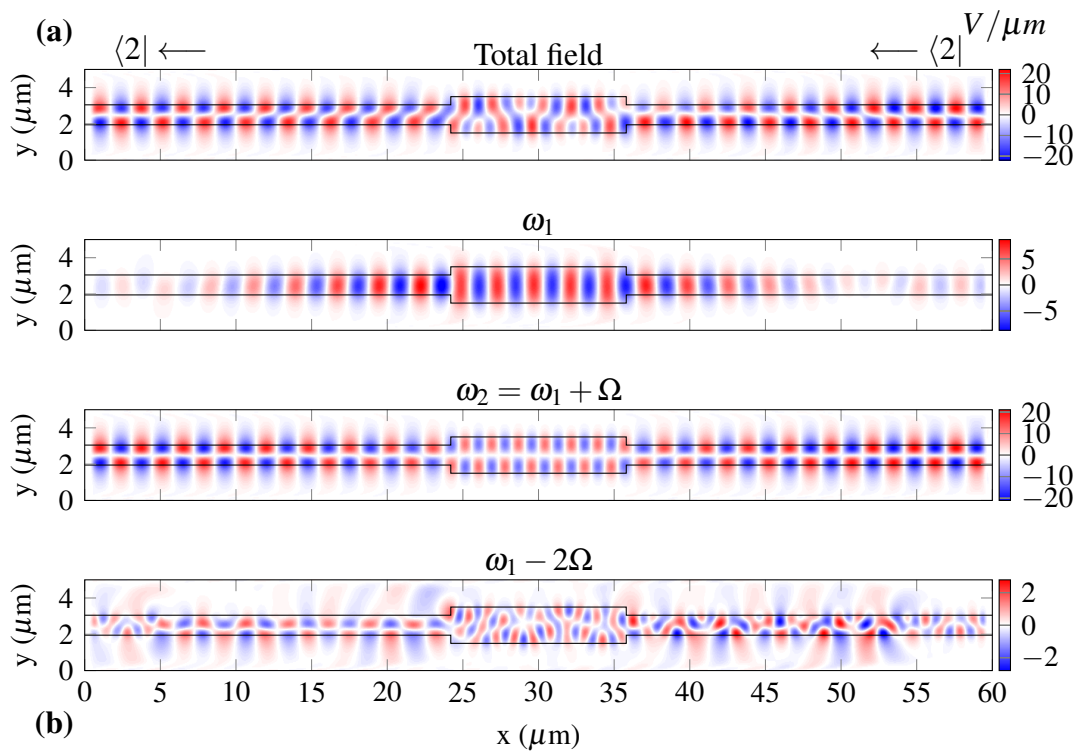 (a)
⟨2| ⟵ Total field ⟵ ⟨2| V/μm
y (μm) 4 2 0 20 10 0 −10 −20
ω₁
y (μm) 4 2 0 5 0 −5
ω₂ = ω₁ + Ω
y (μm) 4 2 0 20 10 0 −10 −20
ω₁ − 2Ω
y (μm) 4 2 0 2 0 −2
0 5 10 15 20 25 30 35 40 45 50 55 60
(b) x (μm)